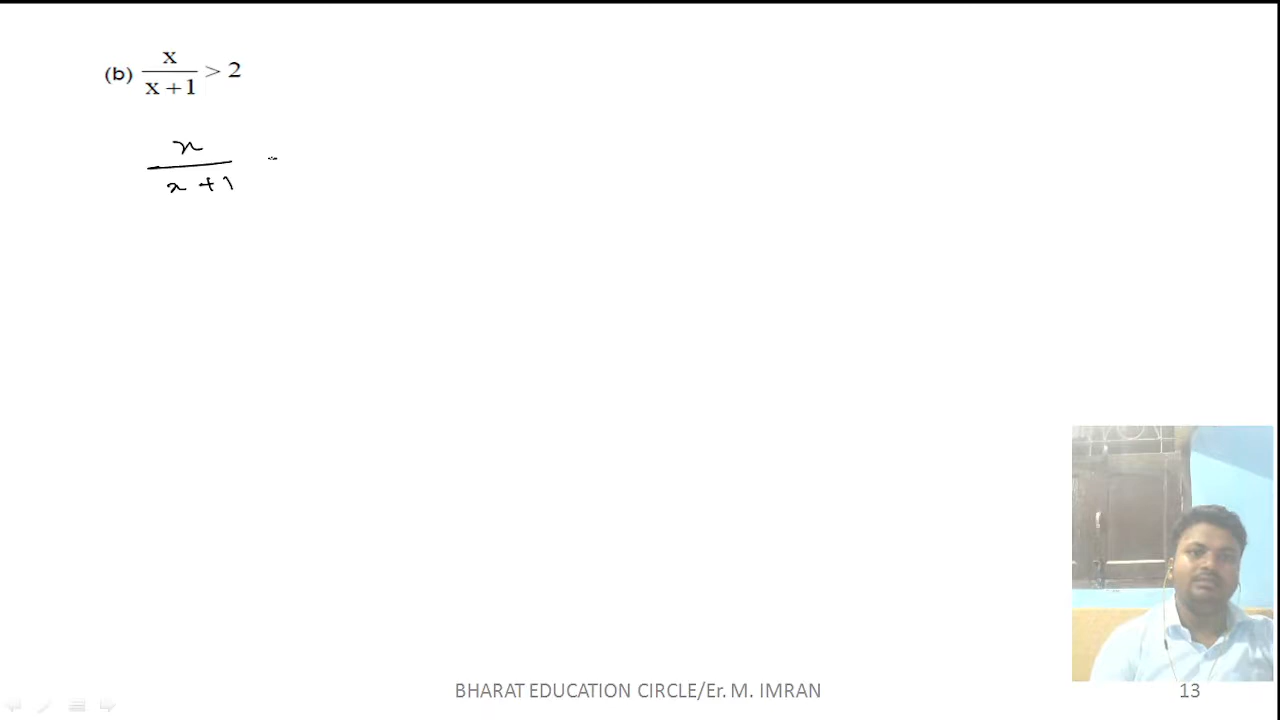 (b) x/(x+1) > 2
x/(x+1)
BHARAT EDUCATION CIRCLE/Er. M. IMRAN 13